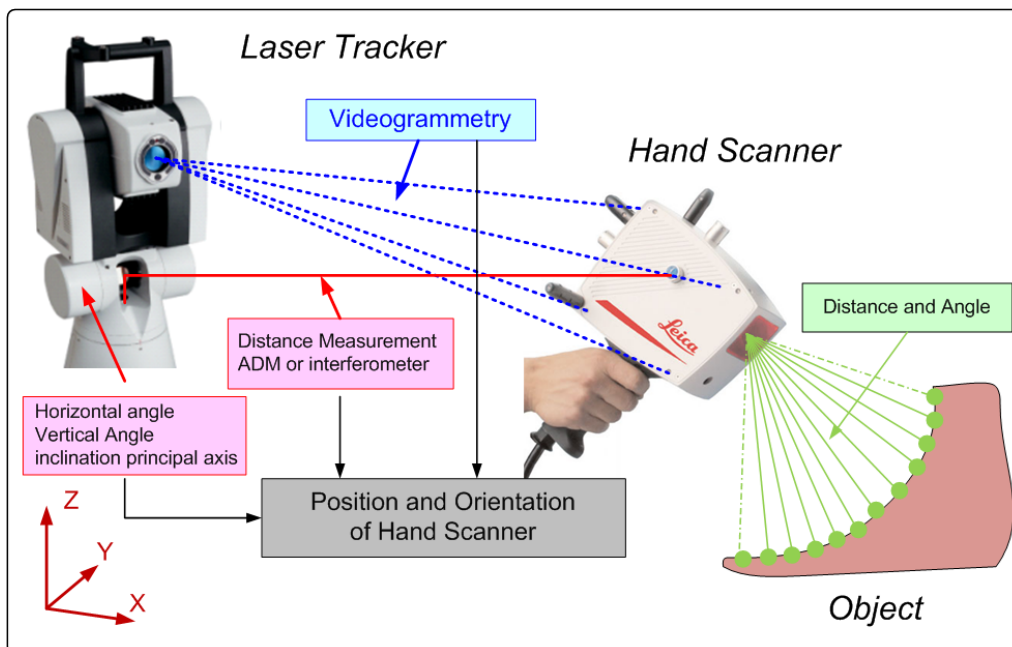 Laser Tracker
Videogrammetry
Hand Scanner
Distance and Angle
Leica
Distance Measurement
ADM or interferometer
Horizontal angle
Vertical Angle
inclination principal axis
Position and Orientation
of Hand Scanner
Z
Y
X
Object